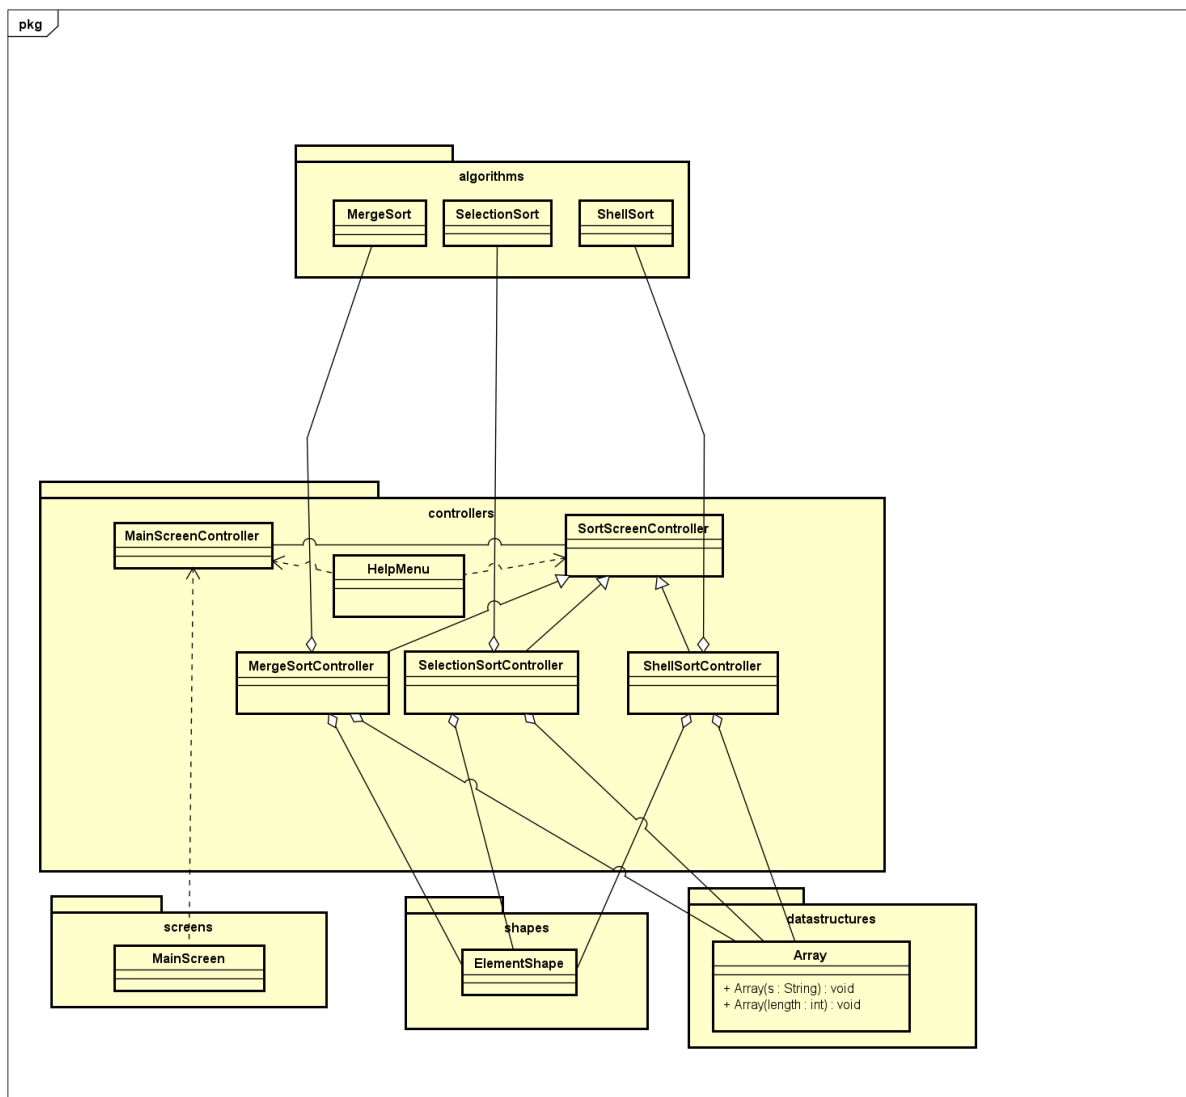 pkg
algorithms
MergeSort
SelectionSort
ShellSort
controllers
MainScreenController
SortScreenController
HelpMenu
MergeSortController
SelectionSortController
ShellSortController
screens
MainScreen
shapes
ElementShape
datastructures
Array
+ Array(s : String) : void
+ Array(length : int) : void